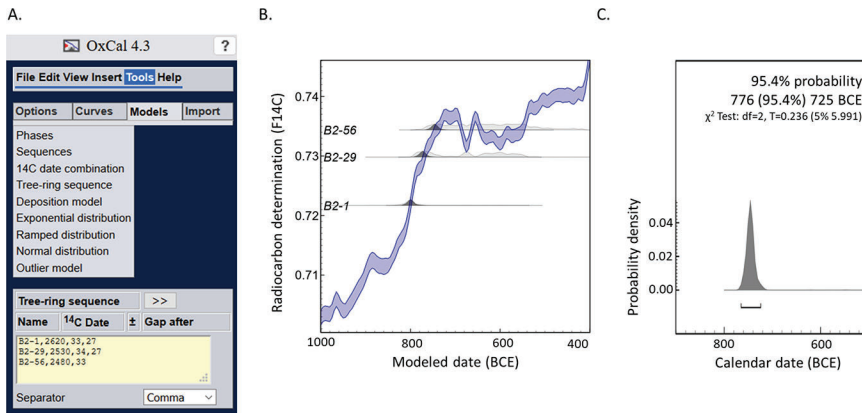 A.
OxCal 4.3 ?
File Edit View Insert Tools Help
Options Curves Models Import
Phases
Sequences
14C date combination
Tree-ring sequence
Deposition model
Exponential distribution
Ramped distribution
Normal distribution
Outlier model
Tree-ring sequence >>
Name 14C Date ± Gap after
B2-1,2620,33,27
B2-29,2530,34,27
B2-56,2480,33
Separator Comma
B.
Radiocarbon determination (F14C)
0.74
0.73
0.72
0.71
B2-56
B2-29
B2-1
1000 800 600 400
Modeled date (BCE)
C.
95.4% probability
776 (95.4%) 725 BCE
χ2 Test: df=2, T=0.236 (5% 5.991)
Probability density
0.04
0.02
0.00
800 600
Calendar date (BCE)